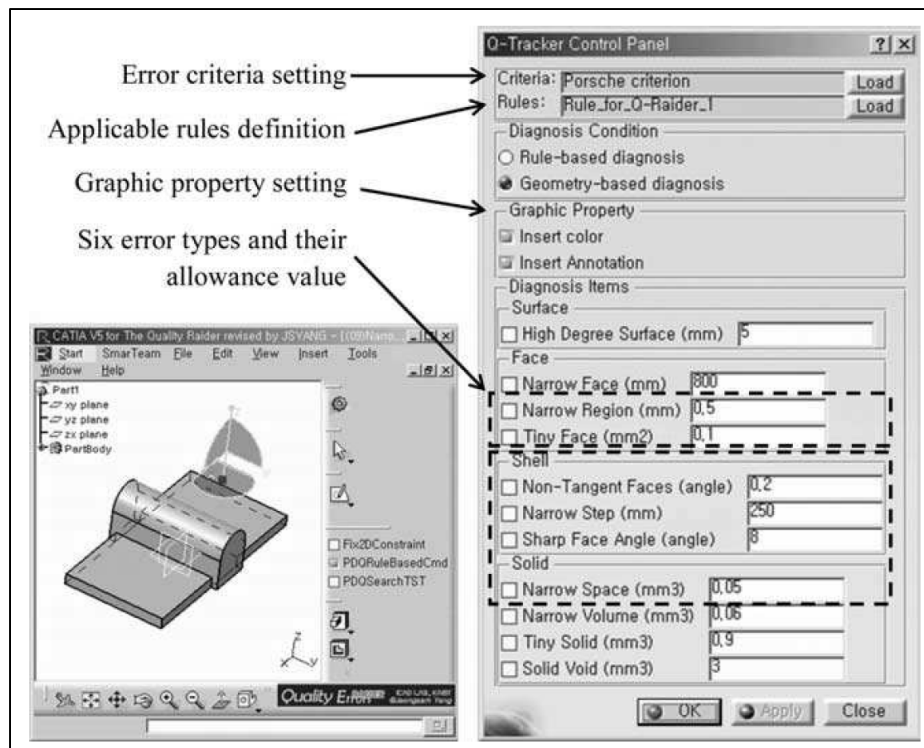 Error criteria setting
Applicable rules definition
Graphic property setting
Six error types and their
allowance value
Q-Tracker Control Panel
Criteria: Porsche criterion Load
Rules: Rule_for_Q-Raider_1 Load
Diagnosis Condition
Rule-based diagnosis
Geometry-based diagnosis
Graphic Property
Insert color
Insert Annotation
Diagnosis Items
Surface
High Degree Surface (mm) 5
Face
Narrow Face (mm) 800
Narrow Region (mm) 0,5
Tiny Face (mm2) 0,1
Shell
Non-Tangent Faces (angle) 0,2
Narrow Step (mm) 250
Sharp Face Angle (angle) 8
Solid
Narrow Space (mm3) 0,05
Narrow Volume (mm3) 0,06
Tiny Solid (mm3) 0,9
Solid Void (mm3) 3
OK Apply Close
CATIA V5 for The Quality Raider revised by JSYANG - [(09)Nano...
Start SmarTeam File Edit View Insert Tools
Window Help
Part1
xy plane
yz plane
zx plane
PartBody
Fix2DConstraint
PDQRuleBasedCmd
PDQSearchTST
z
x y
Quality Error